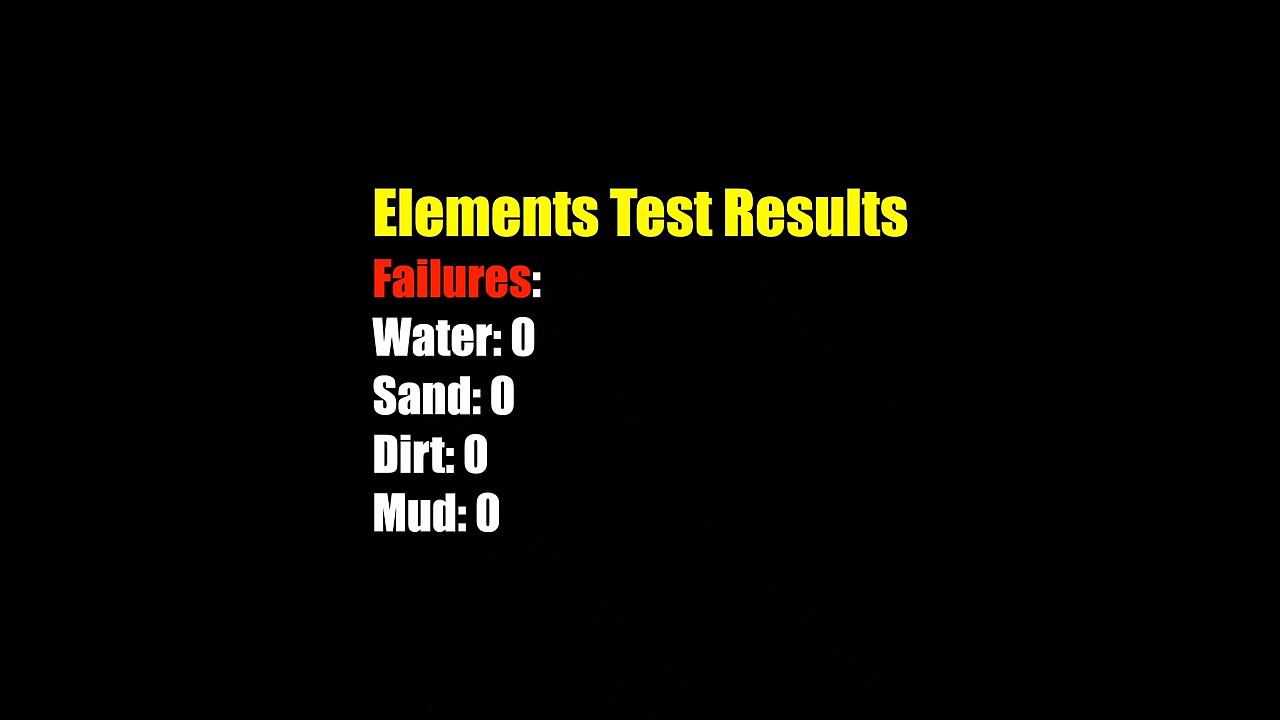 Elements Test Results
Failures:
Water: 0
Sand: 0
Dirt: 0
Mud: 0